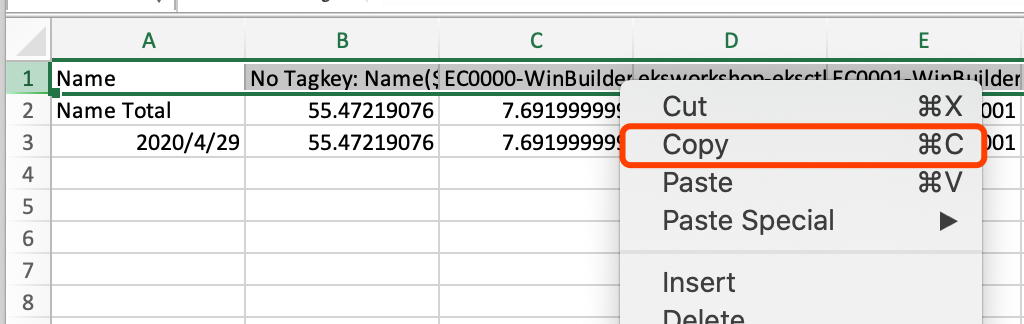 A B C D E
1 Name No Tagkey: Name($ EC0000-WinBuilder eksworkshop-eksctl EC0001-WinBuilder
2 Name Total 55.47219076 7.691999999 001
3 2020/4/29 55.47219076 7.691999999 001
4
5
6
7
8
Cut ⌘X
Copy ⌘C
Paste ⌘V
Paste Special ▶
Insert
Delete